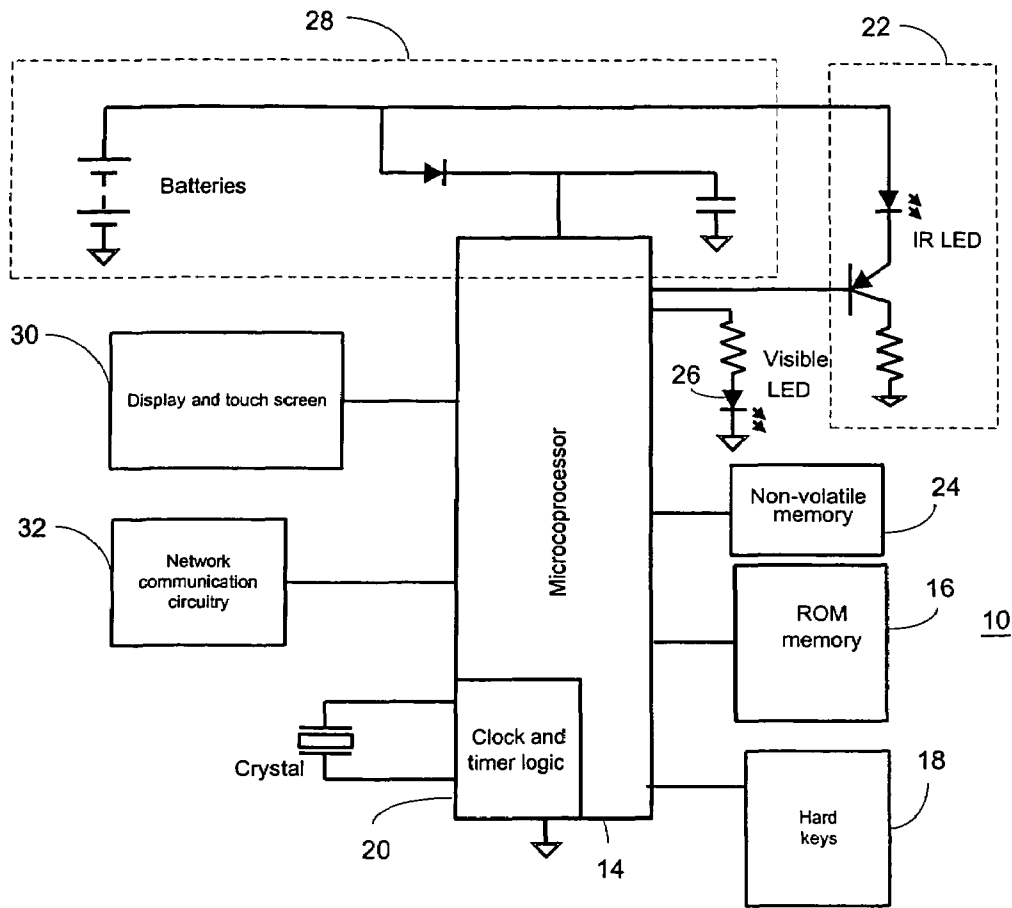 28
22
Batteries
IR LED
30
Display and touch screen
Visible
LED
26
Microcoprocessor
Non-volatile
memory
24
32
Network
communication
circuitry
ROM
memory
16
10
Crystal
Clock and
timer logic
Hard
keys
18
20
14